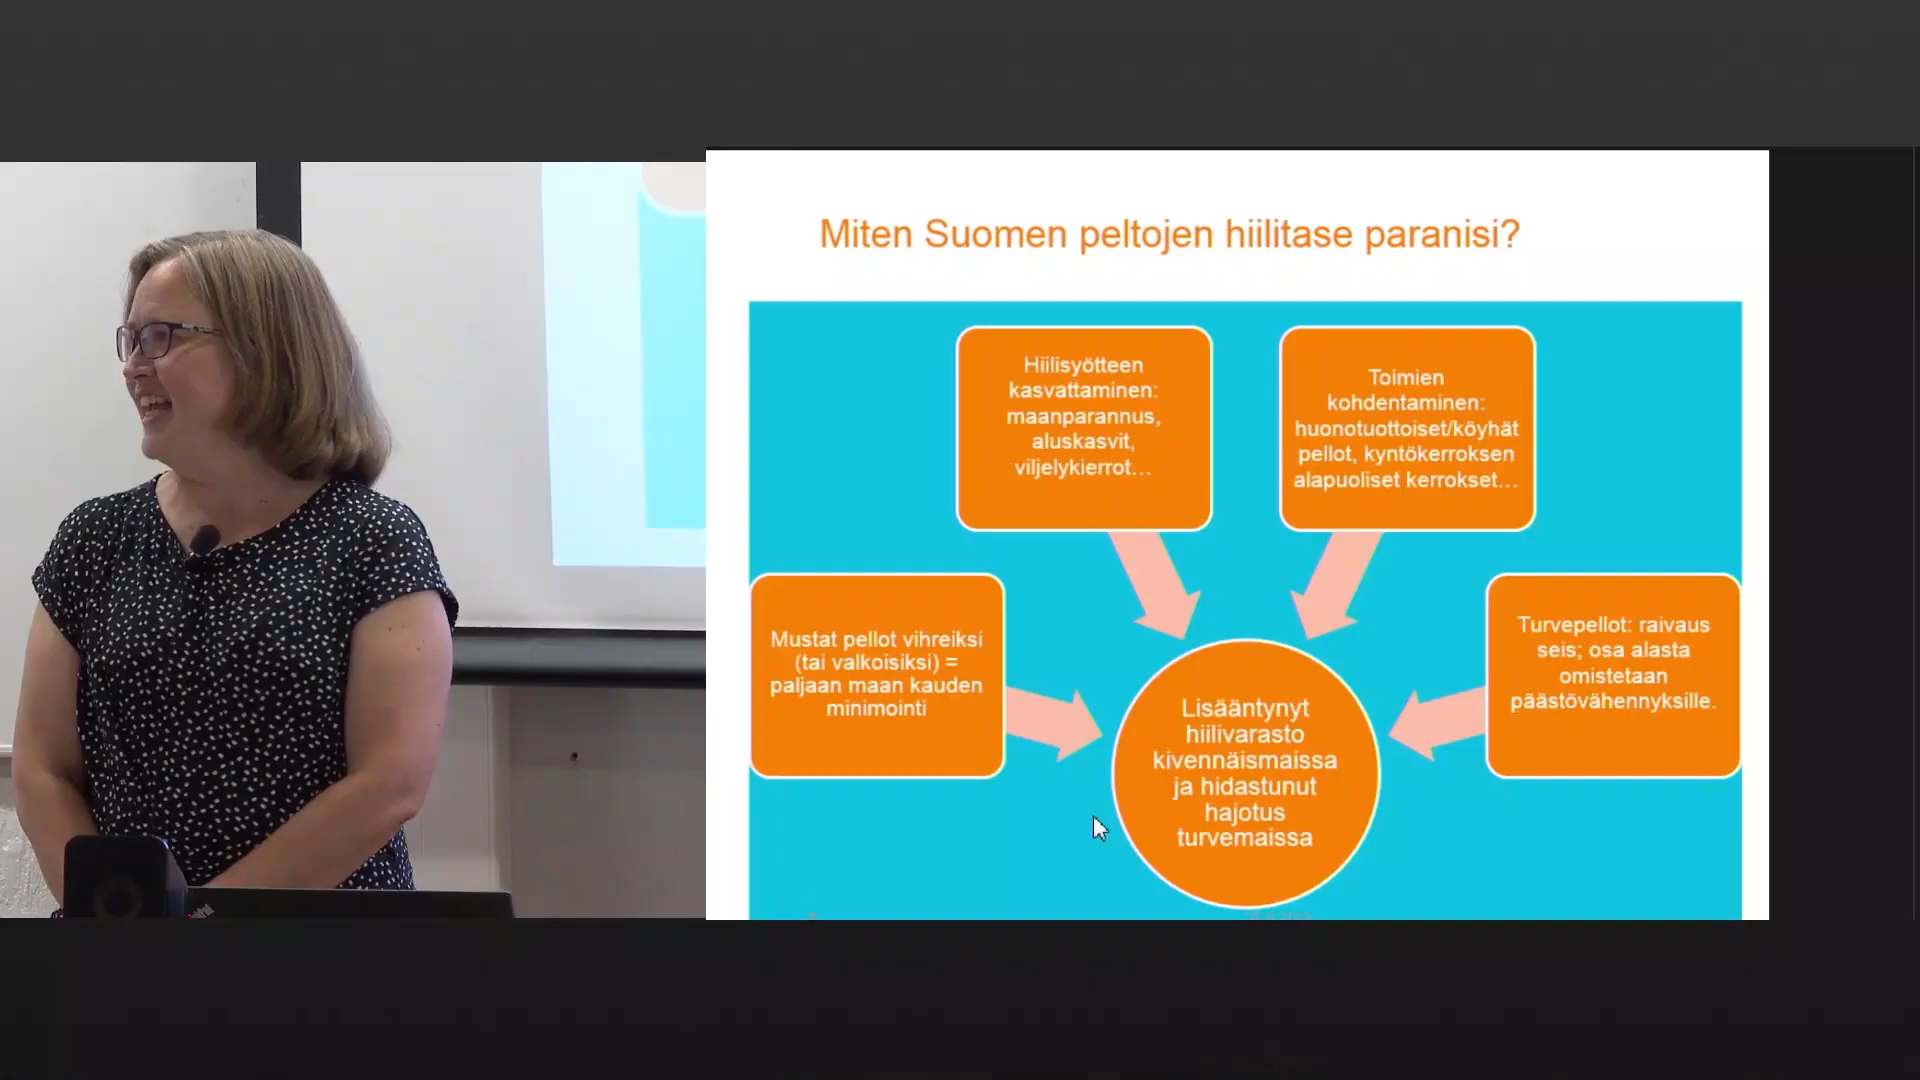 Miten Suomen peltojen hiilitase paranisi?
Hiilisyötteen
kasvattaminen:
maanparannus,
aluskasvit,
viljelykierrot…
Toimien
kohdentaminen:
huonotuottoiset/köyhät
pellot, kyntökerroksen
alapuoliset kerrokset…
Mustat pellot vihreiksi
(tai valkoisiksi) =
paljaan maan kauden
minimointi
Turvepellot: raivaus
seis; osa alasta
omistetaan
päästövähennyksille.
Lisääntynyt
hiilivarasto
kivennäismaissa
ja hidastunut
hajotus
turvemaissa